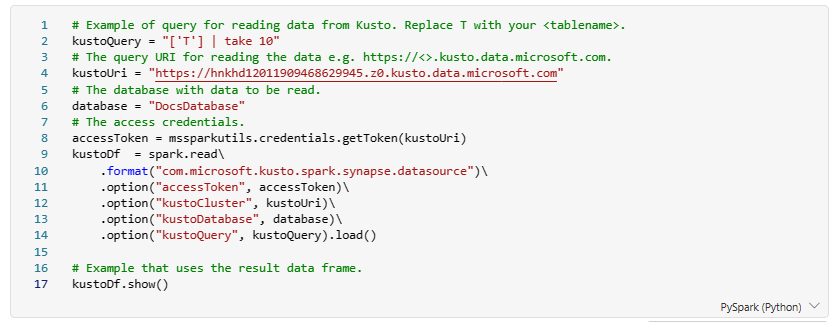 1 # Example of query for reading data from Kusto. Replace T with your <tablename>.
2 kustoQuery = "['T'] | take 10"
3 # The query URI for reading the data e.g. https://<>.kusto.data.microsoft.com.
4 kustoUri = "https://hnkhd12011909468629945.z0.kusto.data.microsoft.com"
5 # The database with data to be read.
6 database = "DocsDatabase"
7 # The access credentials.
8 accessToken = mssparkutils.credentials.getToken(kustoUri)
9 kustoDf  = spark.read\
10     .format("com.microsoft.kusto.spark.synapse.datasource")\
11     .option("accessToken", accessToken)\
12     .option("kustoCluster", kustoUri)\
13     .option("kustoDatabase", database)\
14     .option("kustoQuery", kustoQuery).load()
15
16 # Example that uses the result data frame.
17 kustoDf.show()
PySpark (Python)